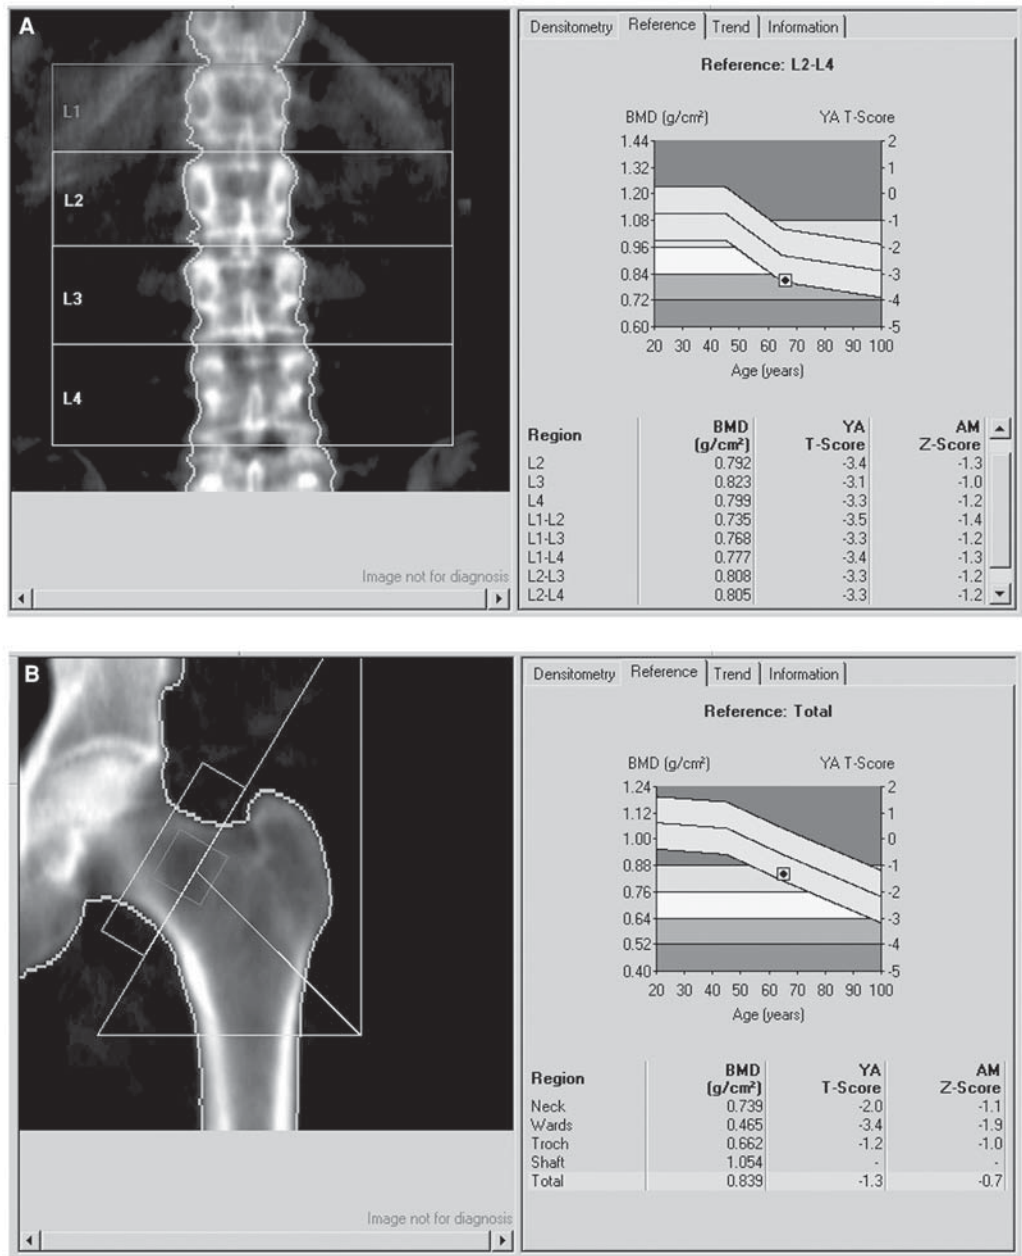 A
L1
L2
L3
L4
Image not for diagnosis
Densitometry Reference Trend Information
Reference: L2-L4
BMD (g/cm²) YA T-Score
1.44 2
1.32 1
1.20 0
1.08 -1
0.96 -2
0.84 -3
0.72 -4
0.60 -5
20 30 40 50 60 70 80 90 100
Age (years)
Region BMD (g/cm²) YA T-Score AM Z-Score
L2 0.792 -3.4 -1.3
L3 0.823 -3.1 -1.0
L4 0.799 -3.3 -1.2
L1-L2 0.735 -3.5 -1.4
L1-L3 0.768 -3.3 -1.2
L1-L4 0.777 -3.4 -1.3
L2-L3 0.808 -3.3 -1.2
L2-L4 0.805 -3.3 -1.2
B
Image not for diagnosis
Densitometry Reference Trend Information
Reference: Total
BMD (g/cm²) YA T-Score
1.24 2
1.12 1
1.00 0
0.88 -1
0.76 -2
0.64 -3
0.52 -4
0.40 -5
20 30 40 50 60 70 80 90 100
Age (years)
Region BMD (g/cm²) YA T-Score AM Z-Score
Neck 0.739 -2.0 -1.1
Wards 0.465 -3.4 -1.9
Troch 0.662 -1.2 -1.0
Shaft 1.054 - -
Total 0.839 -1.3 -0.7